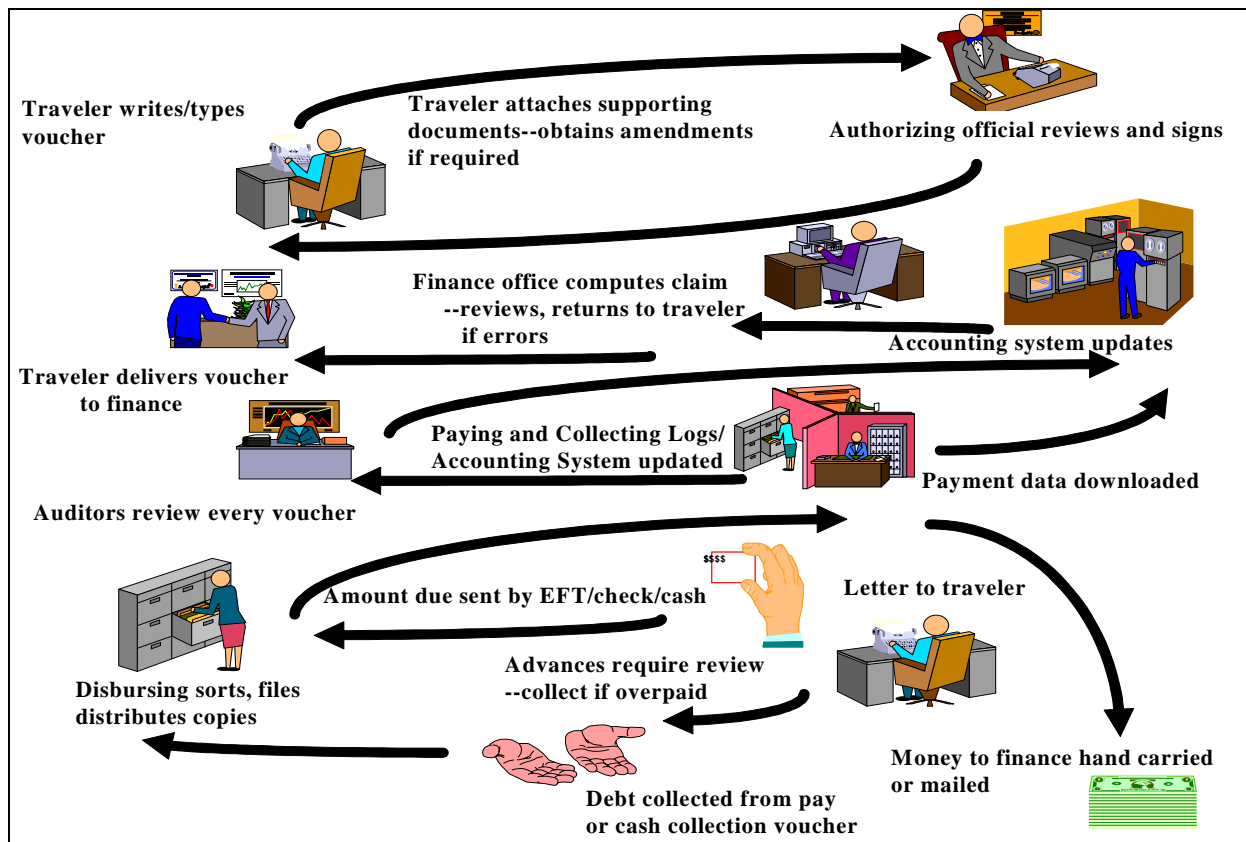 Traveler writes/types
voucher
Traveler attaches supporting
documents--obtains amendments
if required
Authorizing official reviews and signs
Finance office computes claim
--reviews, returns to traveler
if errors
Accounting system updates
Traveler delivers voucher
to finance
Paying and Collecting Logs/
Accounting System updated
Payment data downloaded
Auditors review every voucher
$$$$
Amount due sent by EFT/check/cash
Letter to traveler
Advances require review
--collect if overpaid
Disbursing sorts, files
distributes copies
Money to finance hand carried
or mailed
Debt collected from pay
or cash collection voucher